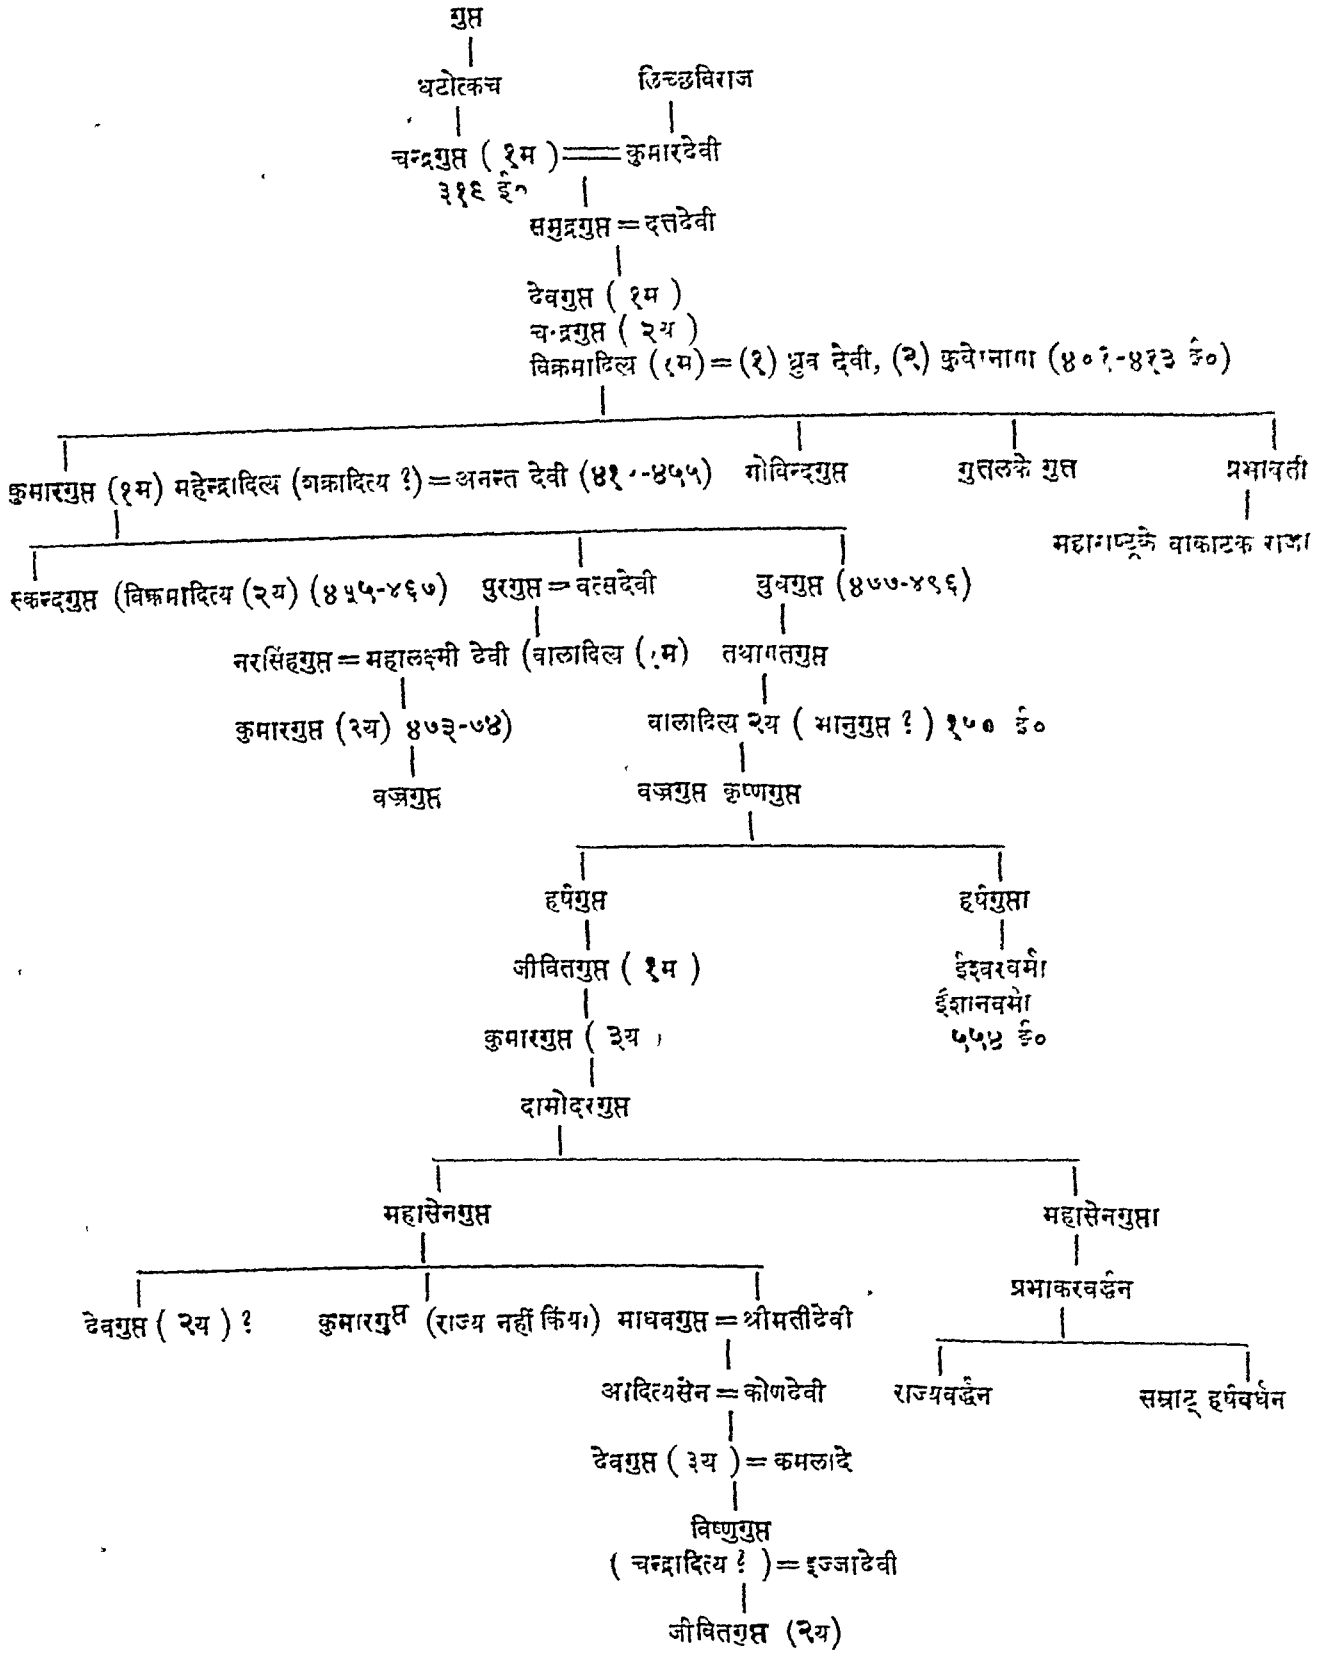 गुप्त
घटोत्कच लिच्छविराज
चन्द्रगुप्त ( १म ) == कुमारदेवी
३१९ ई०
समुद्रगुप्त = दत्तदेवी
देवगुप्त ( १म )
चन्द्रगुप्त ( २य )
विक्रमादित्य (१म) = (१) ध्रुव देवी, (२) कुवेरनागा (४०१-४१३ ई०)
कुमारगुप्त (१म) महेन्द्रादित्य (शक्रादित्य ?) = अनन्त देवी (-४५५) गोविन्दगुप्त गुत्तलके गुत्त प्रभावती
महाराष्ट्रके वाकाटक राजा
स्कन्दगुप्त (विक्रमादित्य (२य) (४५५-४६७) पुरगुप्त = वत्सदेवी बुधगुप्त (४७७-४९६)
नरसिंहगुप्त = महालक्ष्मी देवी (वालादित्य (१म) तथागतगुप्त
कुमारगुप्त (२य) ४७३-७४) वालादित्य २य ( भानुगुप्त ? ) ई०
वज्रगुप्त वज्रगुप्त कृष्णगुप्त
हर्षगुप्त हर्षगुप्ता
जीवितगुप्त ( १म ) ईश्वरवर्मा
ईशानवर्मा
कुमारगुप्त ( ३य ) ५५४ ई०
दामोदरगुप्त
महासेनगुप्त महासेनगुप्ता
प्रभाकरवर्द्धन
देवगुप्त ( २य ) ? कुमारगुप्त (राज्य नहीं किया) माधवगुप्त = श्रीमतीदेवी
आदित्यसेन = कोणदेवी राज्यवर्द्धन सम्राट् हर्षवर्धन
देवगुप्त ( ३य ) = कमलादे
विष्णुगुप्त
( चन्द्रादित्य ? ) = इज्जादेवी
जीवितगुप्त (२य)